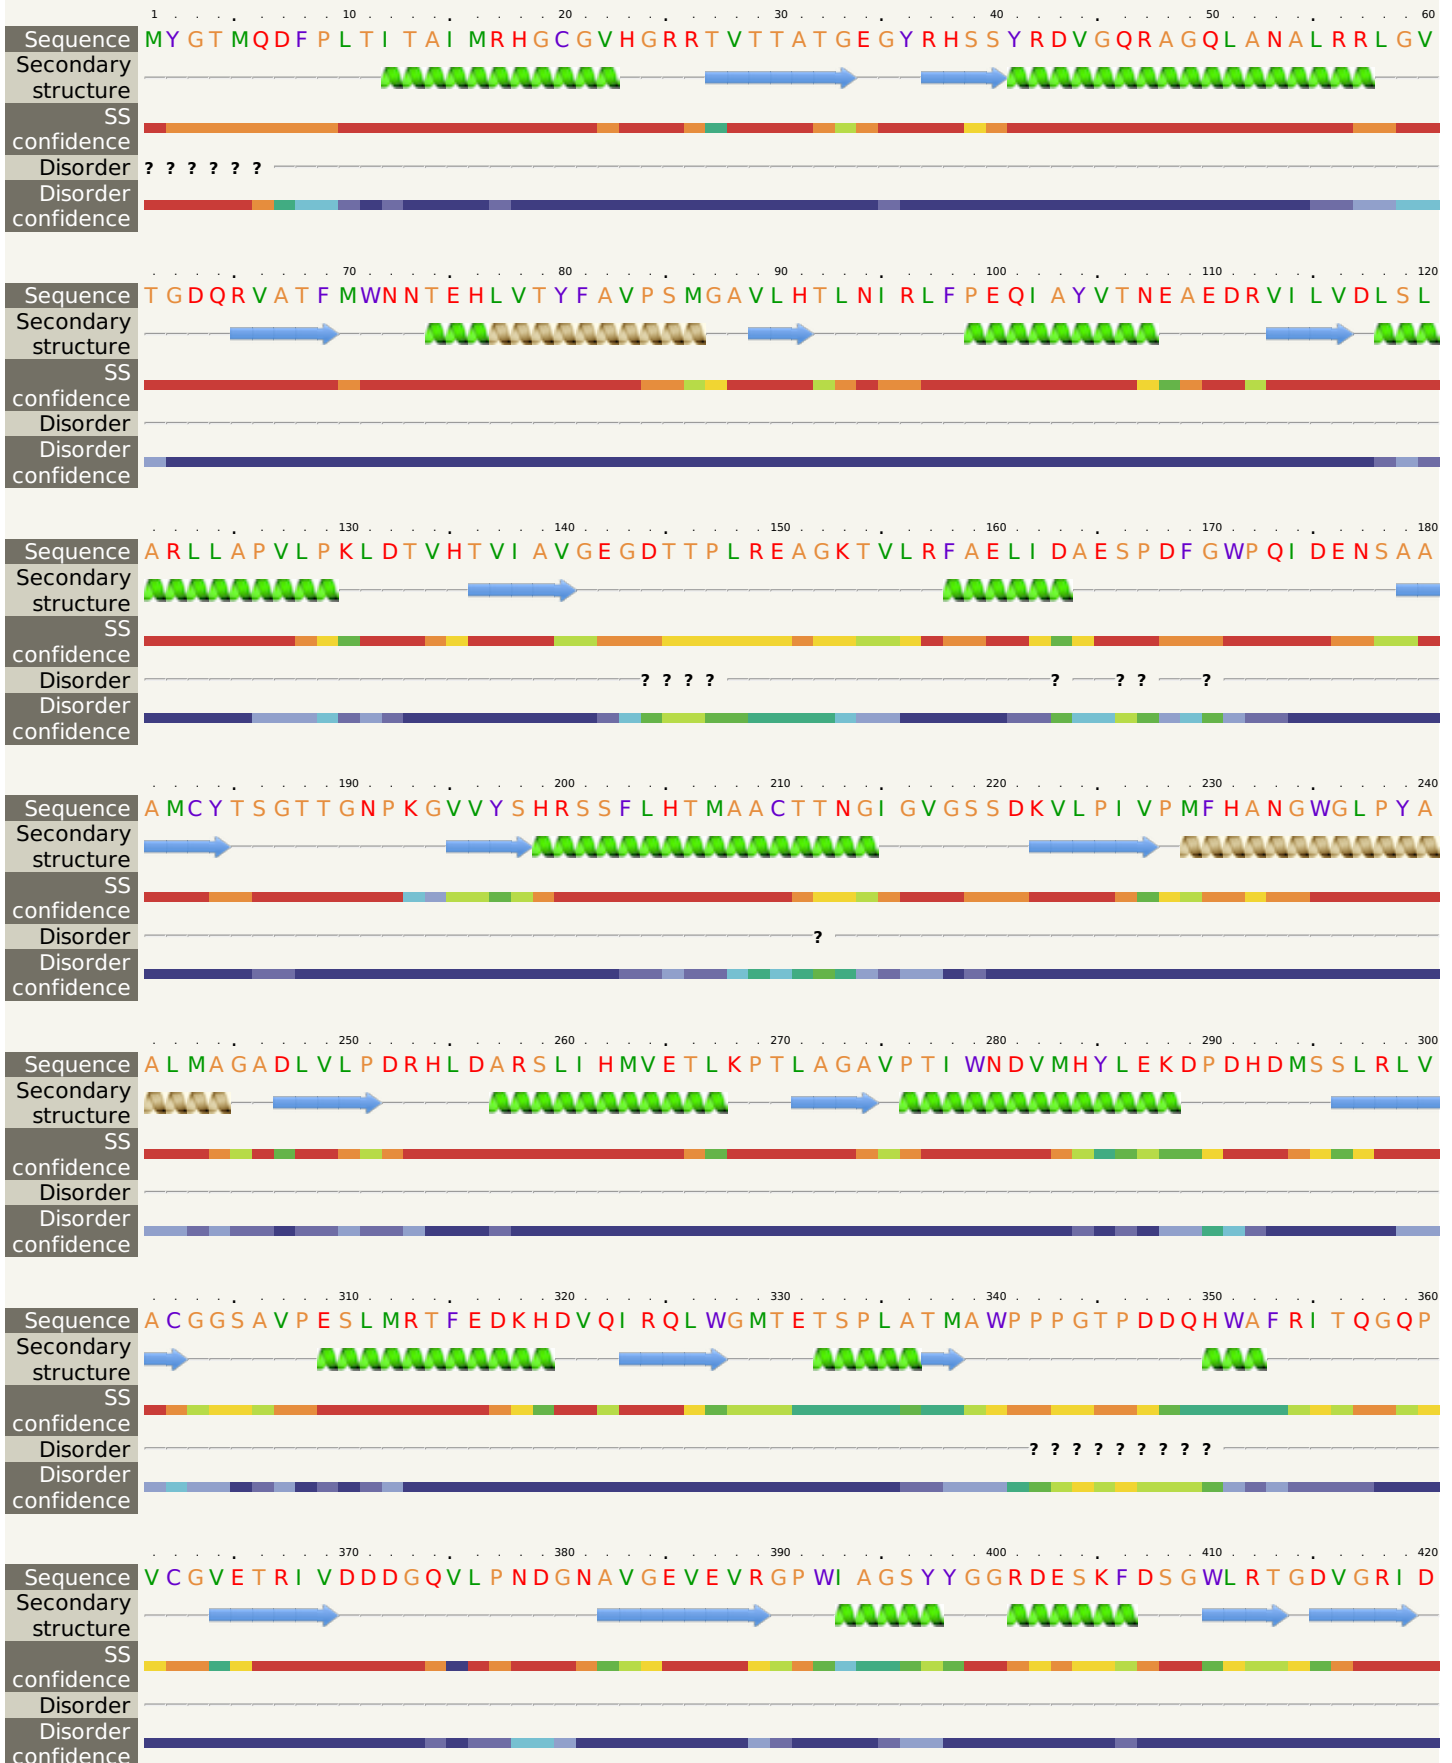 1 10 20 30 40 50 60
Sequence MYGTMQDFPLTITAIMRHGCGVHGRRTVTTATGEGYRHSSYRDVGQRAGQLANALRRLGV
Secondary
structure
SS
confidence
Disorder ? ? ? ? ? ?
Disorder
confidence
70 80 90 100 110 120
Sequence TGDQRVATFMWNNTEHLVTYFAVPSMGAVLHTLNIRLFPEQIAYVTNEAEDRVILVDLSL
Secondary
structure
SS
confidence
Disorder
Disorder
confidence
130 140 150 160 170 180
Sequence ARLLAPVLPKLDTVHTVIAVGEGDTTPLREAGKTVLRFAELIDAESPDFGWPQIDENSAA
Secondary
structure
SS
confidence
Disorder ? ? ? ? ? ? ? ?
Disorder
confidence
190 200 210 220 230 240
Sequence AMCYTSGTTGNPKGVVYSHRSSFLHTMAACTTNGIGVGSSDKVLPIVPMFHANGWGLPYA
Secondary
structure
SS
confidence
Disorder ?
Disorder
confidence
250 260 270 280 290 300
Sequence ALMAGADLVLPDRHLDARSLIHMVETLKPTLAGAVPTIWNDVMHYLEKDPDHDMSSLRLV
Secondary
structure
SS
confidence
Disorder
Disorder
confidence
310 320 330 340 350 360
Sequence ACGGSAVPESLMRTFEDKHDVQIRQLWGMTETSPLATMAWPPPGTPDDQHWAFRITQGQP
Secondary
structure
SS
confidence
Disorder ? ? ? ? ? ? ? ? ?
Disorder
confidence
370 380 390 400 410 420
Sequence VCGVETRIVDDDGQVLPNDGNAVGEVEVRGPWIAGSYYGGRDESKFDSGWLRTGDVGRID
Secondary
structure
SS
confidence
Disorder
Disorder
confidence